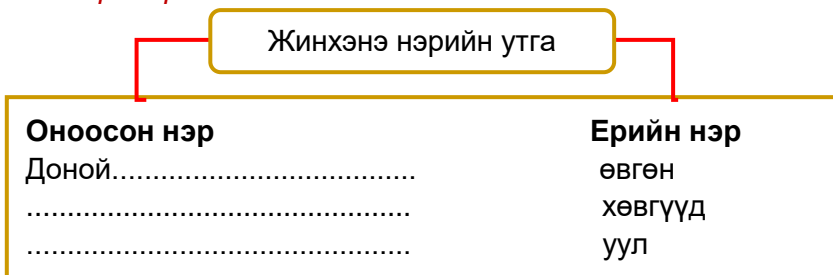 Жинхэнэ нэрийн утга
Оноосон нэр Ерийн нэр
Доной..................................... өвгөн
............................................... хөвгүүд
............................................... уул